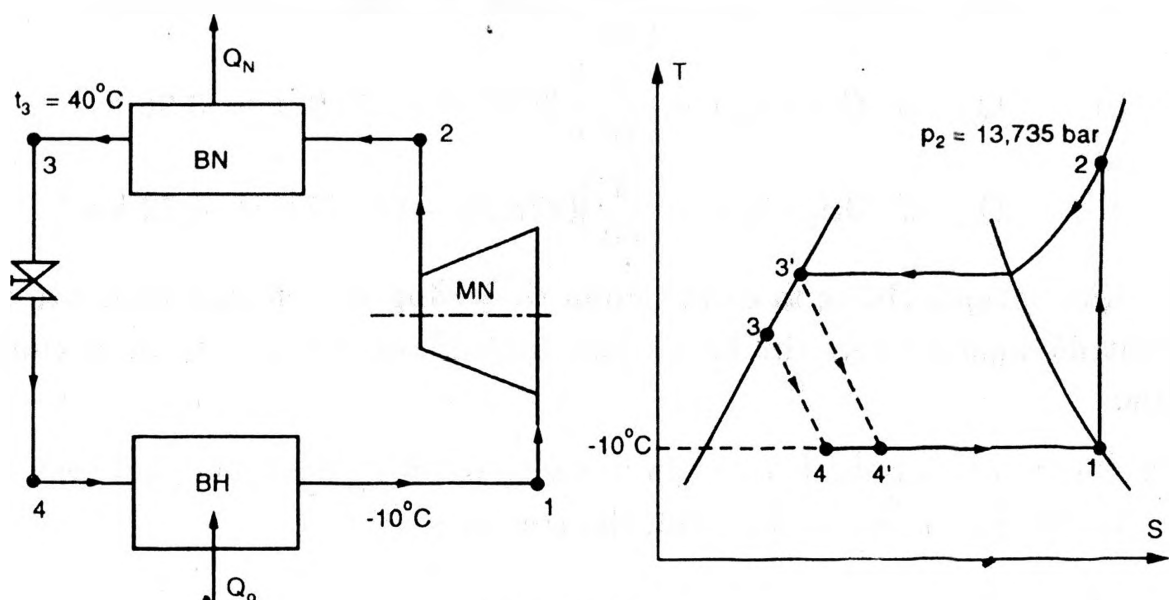 Q_N
t₃ = 40°C
BN
2
3
MN
BH
4
-10°C
1
Q₀
T
p₂ = 13,735 bar
2
3'
3
-10°C
4
4'
1
S